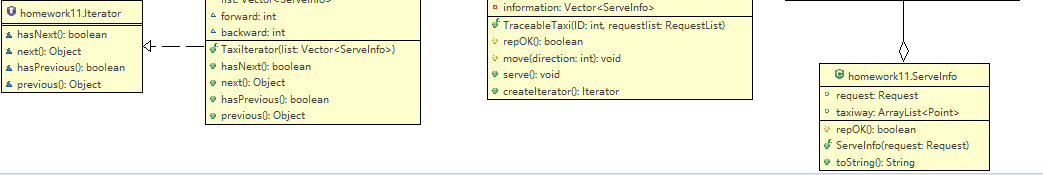 homework11.Iterator
hasNext(): boolean
next(): Object
hasPrevious(): boolean
previous(): Object
list: Vector<ServeInfo>
forward: int
backward: int
TaxiIterator(list: Vector<ServeInfo>)
hasNext(): boolean
next(): Object
hasPrevious(): boolean
previous(): Object
information: Vector<ServeInfo>
TraceableTaxi(ID: int, requestlist: RequestList)
repOK(): boolean
move(direction: int): void
serve(): void
createIterator(): Iterator
homework11.ServeInfo
request: Request
taxiway: ArrayList<Point>
repOK(): boolean
ServeInfo(request: Request)
toString(): String